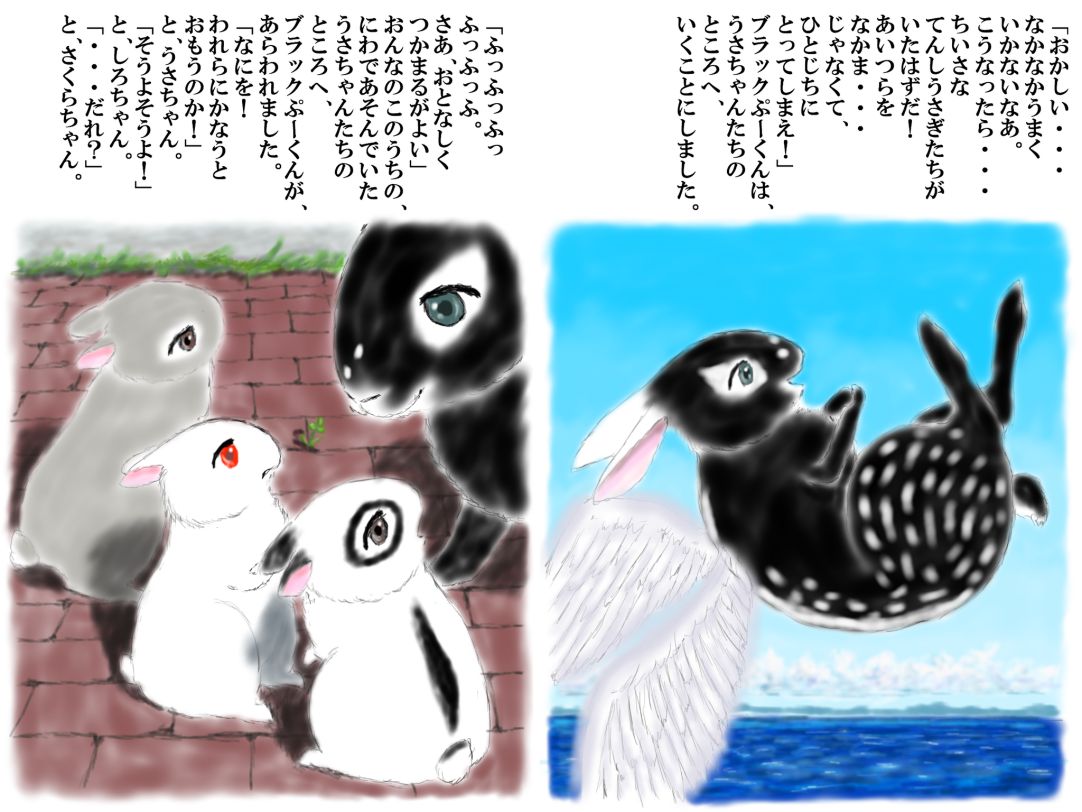 「おかしい・・・
なかなかうまく
いかないなあ。
こうなったら・・・
ちいさな
てんしうさぎたちが
いたはずだ！
あいつらを
なかま・・・
じゃなくて、
ひとじちに
とってしまえ！」
ブラックぷーくんは、
うさちゃんたちの
ところへ、
いくことにしました。
「ふっふっふっ
ふっふっふ。
さあ、おとなしく
つかまるがよい」
おんなのこのうちの、
にわであそんでいた
うさちゃんたちの
ところへ、
ブラックぷーくんが、
あらわれました。
「なにを！
われらにかなうと
おもうのか！」
と、うさちゃん。
「そうよそうよ！」
と、しろちゃん。
「・・・だれ？」
と、さくらちゃん。